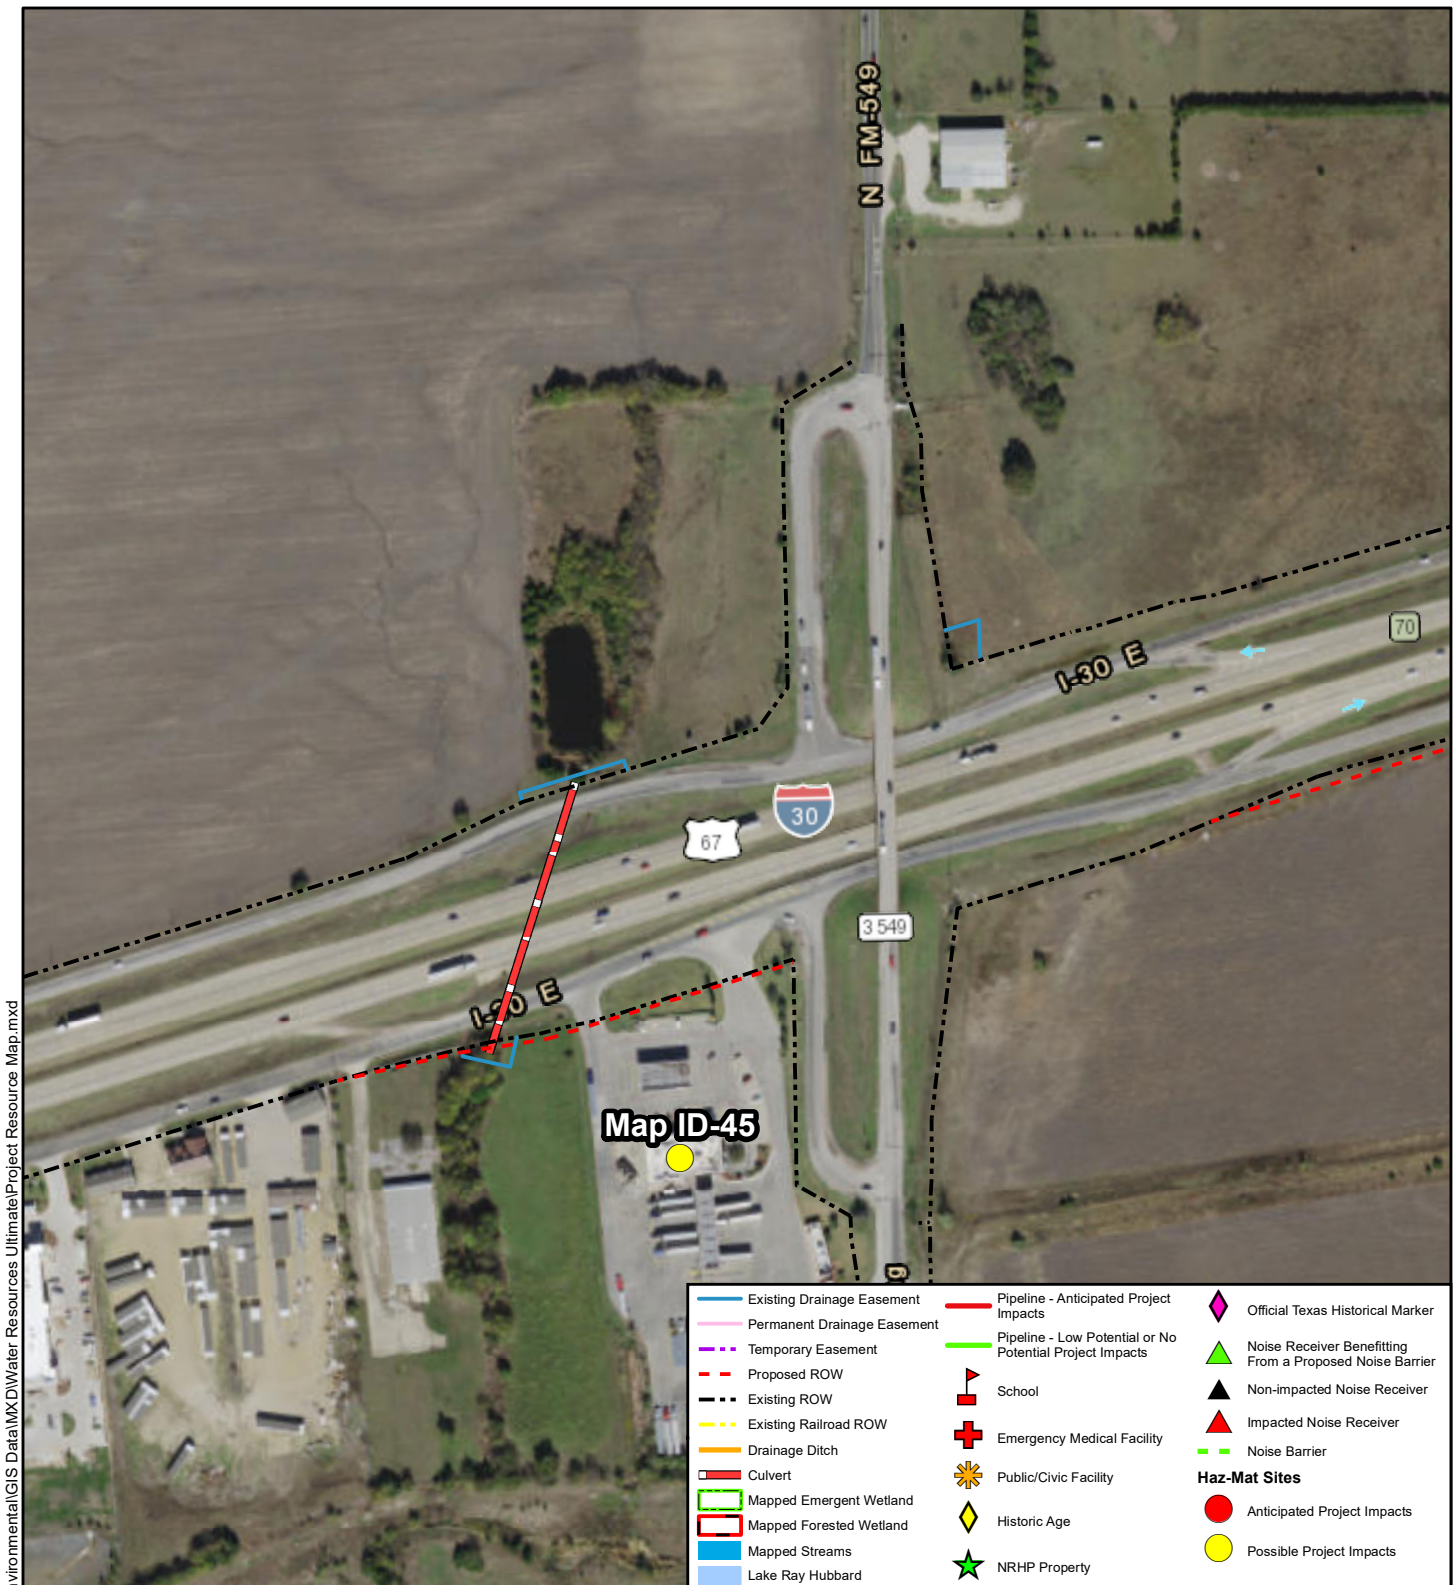 N FM-549
70
I-30 E
30
67
3 549
I-30 E
Map ID-45
vironmental\GIS Data\MXD\Water Resources Ultimate\Project Resource Map.mxd
Existing Drainage Easement
Permanent Drainage Easement
Temporary Easement
Proposed ROW
Existing ROW
Existing Railroad ROW
Drainage Ditch
Culvert
Mapped Emergent Wetland
Mapped Forested Wetland
Mapped Streams
Lake Ray Hubbard
Pipeline - Anticipated Project
Impacts
Pipeline - Low Potential or No
Potential Project Impacts
School
Emergency Medical Facility
Public/Civic Facility
Historic Age
NRHP Property
Official Texas Historical Marker
Noise Receiver Benefitting
From a Proposed Noise Barrier
Non-impacted Noise Receiver
Impacted Noise Receiver
Noise Barrier
Haz-Mat Sites
Anticipated Project Impacts
Possible Project Impacts